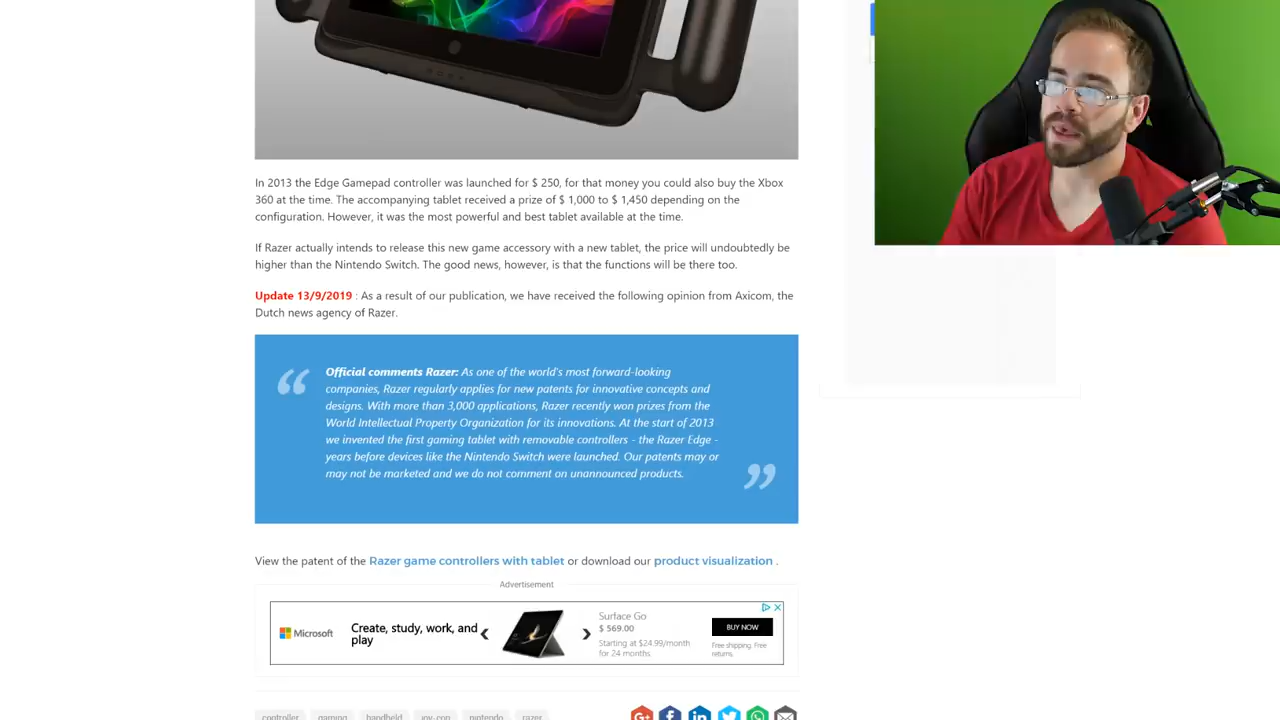 In 2013 the Edge Gamepad controller was launched for $ 250, for that money you could also buy the Xbox
360 at the time. The accompanying tablet received a prize of $ 1,000 to $ 1,450 depending on the
configuration. However, it was the most powerful and best tablet available at the time.
If Razer actually intends to release this new game accessory with a new tablet, the price will undoubtedly be
higher than the Nintendo Switch. The good news, however, is that the functions will be there too.
Update 13/9/2019 : As a result of our publication, we have received the following opinion from Axicom, the
Dutch news agency of Razer.
“ Official comments Razer: As one of the world's most forward-looking
companies, Razer regularly applies for new patents for innovative concepts and
designs. With more than 3,000 applications, Razer recently won prizes from the
World Intellectual Property Organization for its innovations. At the start of 2013
we invented the first gaming tablet with removable controllers - the Razer Edge -
years before devices like the Nintendo Switch were launched. Our patents may or
may not be marketed and we do not comment on unannounced products. ”
View the patent of the Razer game controllers with tablet or download our product visualization .
Advertisement
Microsoft
Create, study, work, and
play
Surface Go
$ 569.00
Starting at $24.99/month
for 24 months.
BUY NOW
Free shipping. Free
returns.
controller gaming handheld joy-con nintendo razer